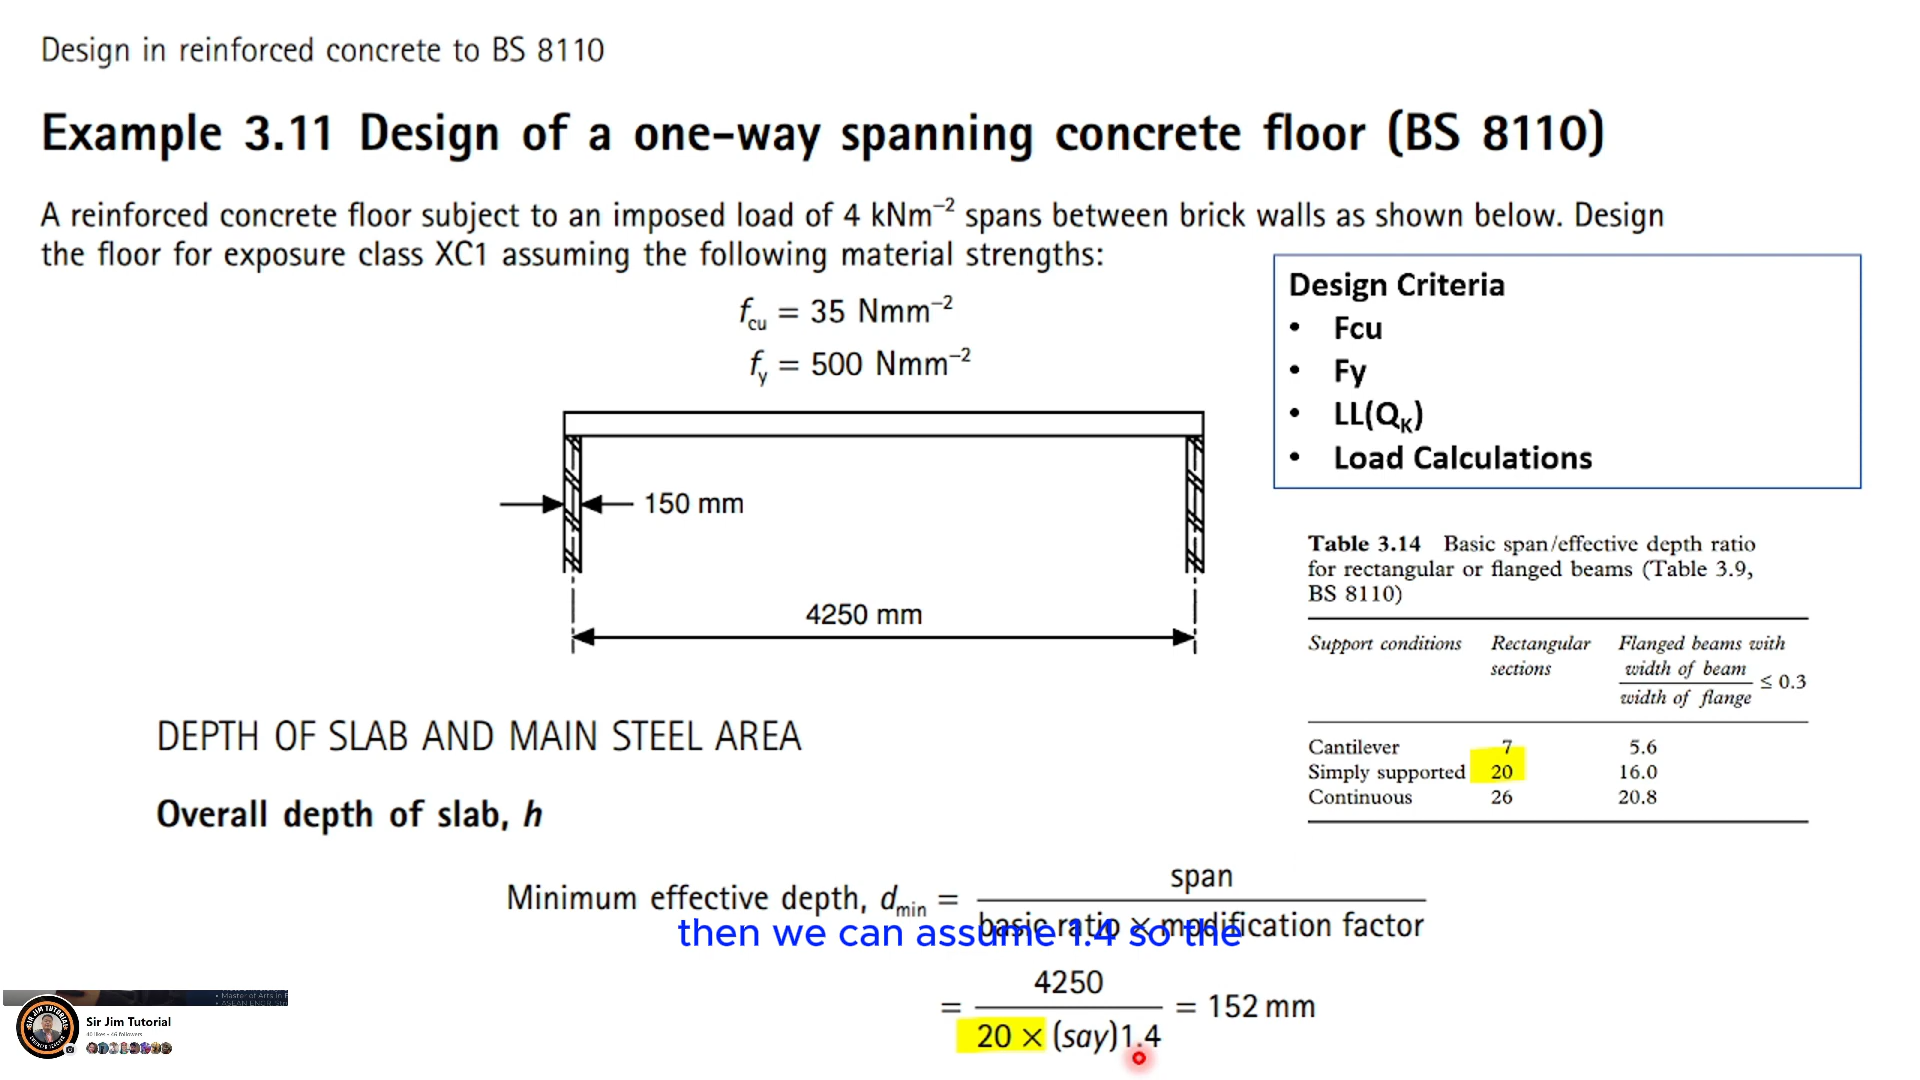 Design in reinforced concrete to BS 8110
Example 3.11 Design of a one-way spanning concrete floor (BS 8110)
A reinforced concrete floor subject to an imposed load of 4 kNm⁻² spans between brick walls as shown below. Design
the floor for exposure class XC1 assuming the following material strengths:
f_cu = 35 Nmm⁻²
f_y = 500 Nmm⁻²
Design Criteria
• Fcu
• Fy
• LL(Q_K)
• Load Calculations
150 mm
4250 mm
Table 3.14 Basic span/effective depth ratio
for rectangular or flanged beams (Table 3.9,
BS 8110)
Support conditions Rectangular sections Flanged beams with width of beam / width of flange ≤ 0.3
Cantilever 7 5.6
Simply supported 20 16.0
Continuous 26 20.8
DEPTH OF SLAB AND MAIN STEEL AREA
Overall depth of slab, h
Minimum effective depth, d_min = span / basic ratio × modification factor
then we can assume 1.4 so the
= 4250 / 20 × (say)1.4 = 152 mm
Sir Jim Tutorial